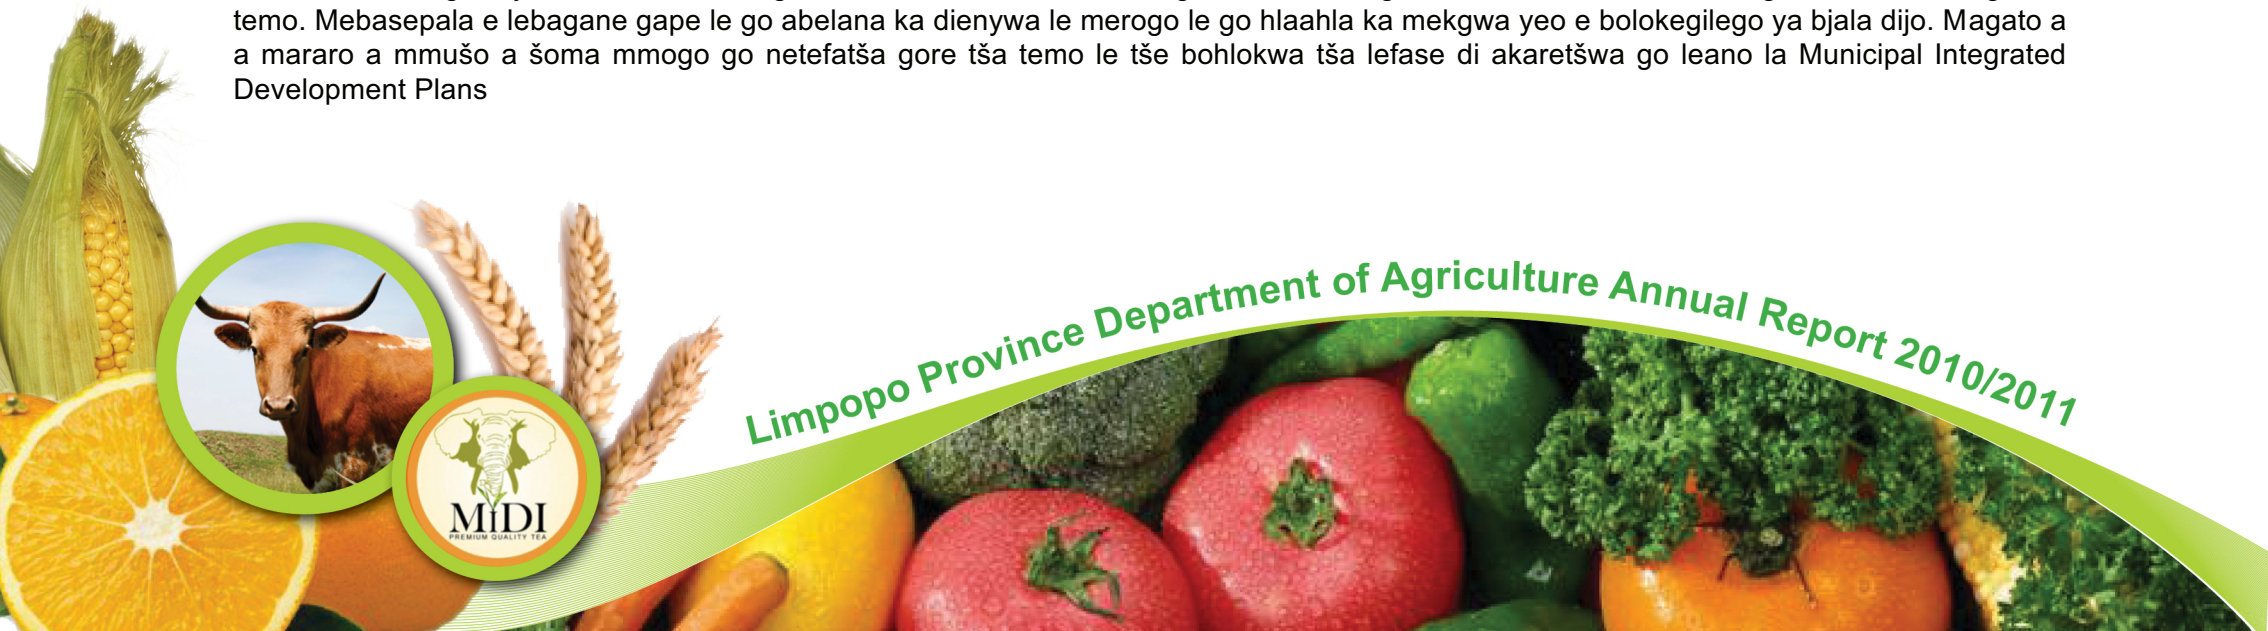 temo. Mebasepala e lebagane gape le go abelana ka dienywa le merogo le go hlaahla ka mekgwa yeo e bolokegilego ya bjala dijo. Magato a
a mararo a mmušo a šoma mmogo go netefatša gore tša temo le tše bohlokwa tša lefase di akaretšwa go leano la Municipal Integrated
Development Plans
Limpopo Province Department of Agriculture Annual Report 2010/2011
MiDI
PREMIUM QUALITY TEA